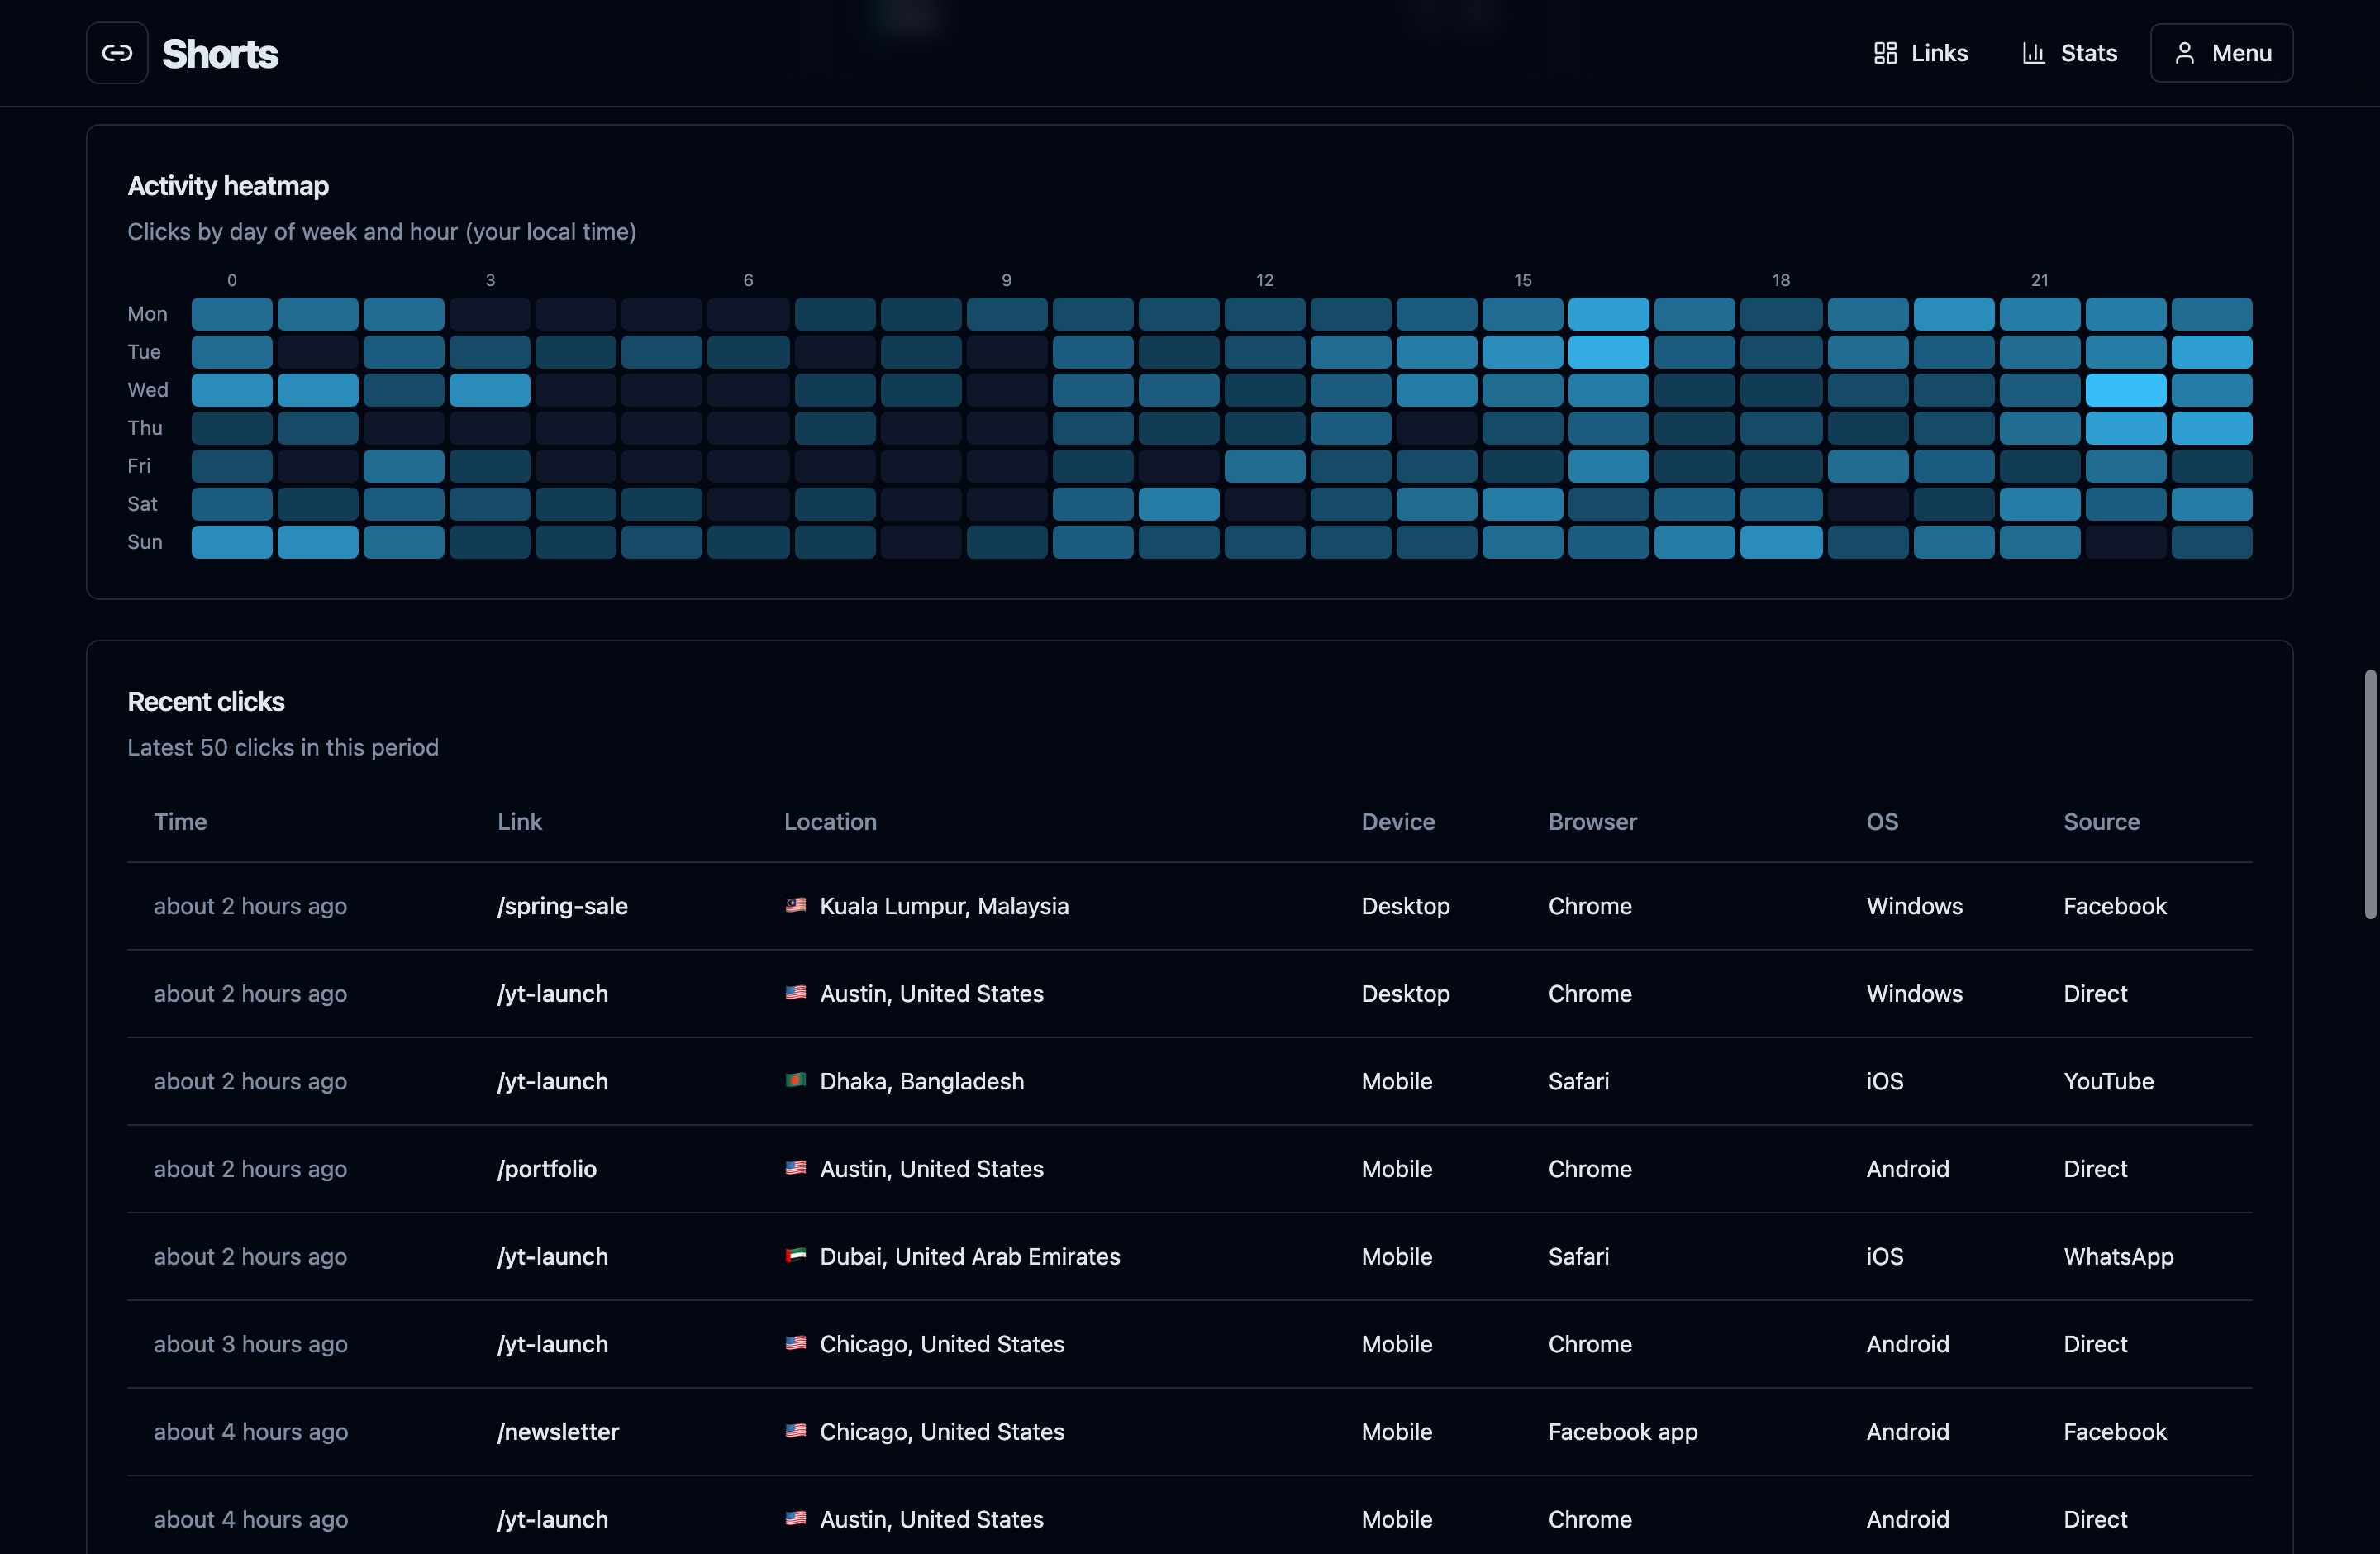 Shorts
Links
Stats
Menu
Activity heatmap
Clicks by day of week and hour (your local time)
0 3 6 9 12 15 18 21
Mon
Tue
Wed
Thu
Fri
Sat
Sun
Recent clicks
Latest 50 clicks in this period
Time Link Location Device Browser OS Source
about 2 hours ago /spring-sale Kuala Lumpur, Malaysia Desktop Chrome Windows Facebook
about 2 hours ago /yt-launch Austin, United States Desktop Chrome Windows Direct
about 2 hours ago /yt-launch Dhaka, Bangladesh Mobile Safari iOS YouTube
about 2 hours ago /portfolio Austin, United States Mobile Chrome Android Direct
about 2 hours ago /yt-launch Dubai, United Arab Emirates Mobile Safari iOS WhatsApp
about 3 hours ago /yt-launch Chicago, United States Mobile Chrome Android Direct
about 4 hours ago /newsletter Chicago, United States Mobile Facebook app Android Facebook
about 4 hours ago /yt-launch Austin, United States Mobile Chrome Android Direct